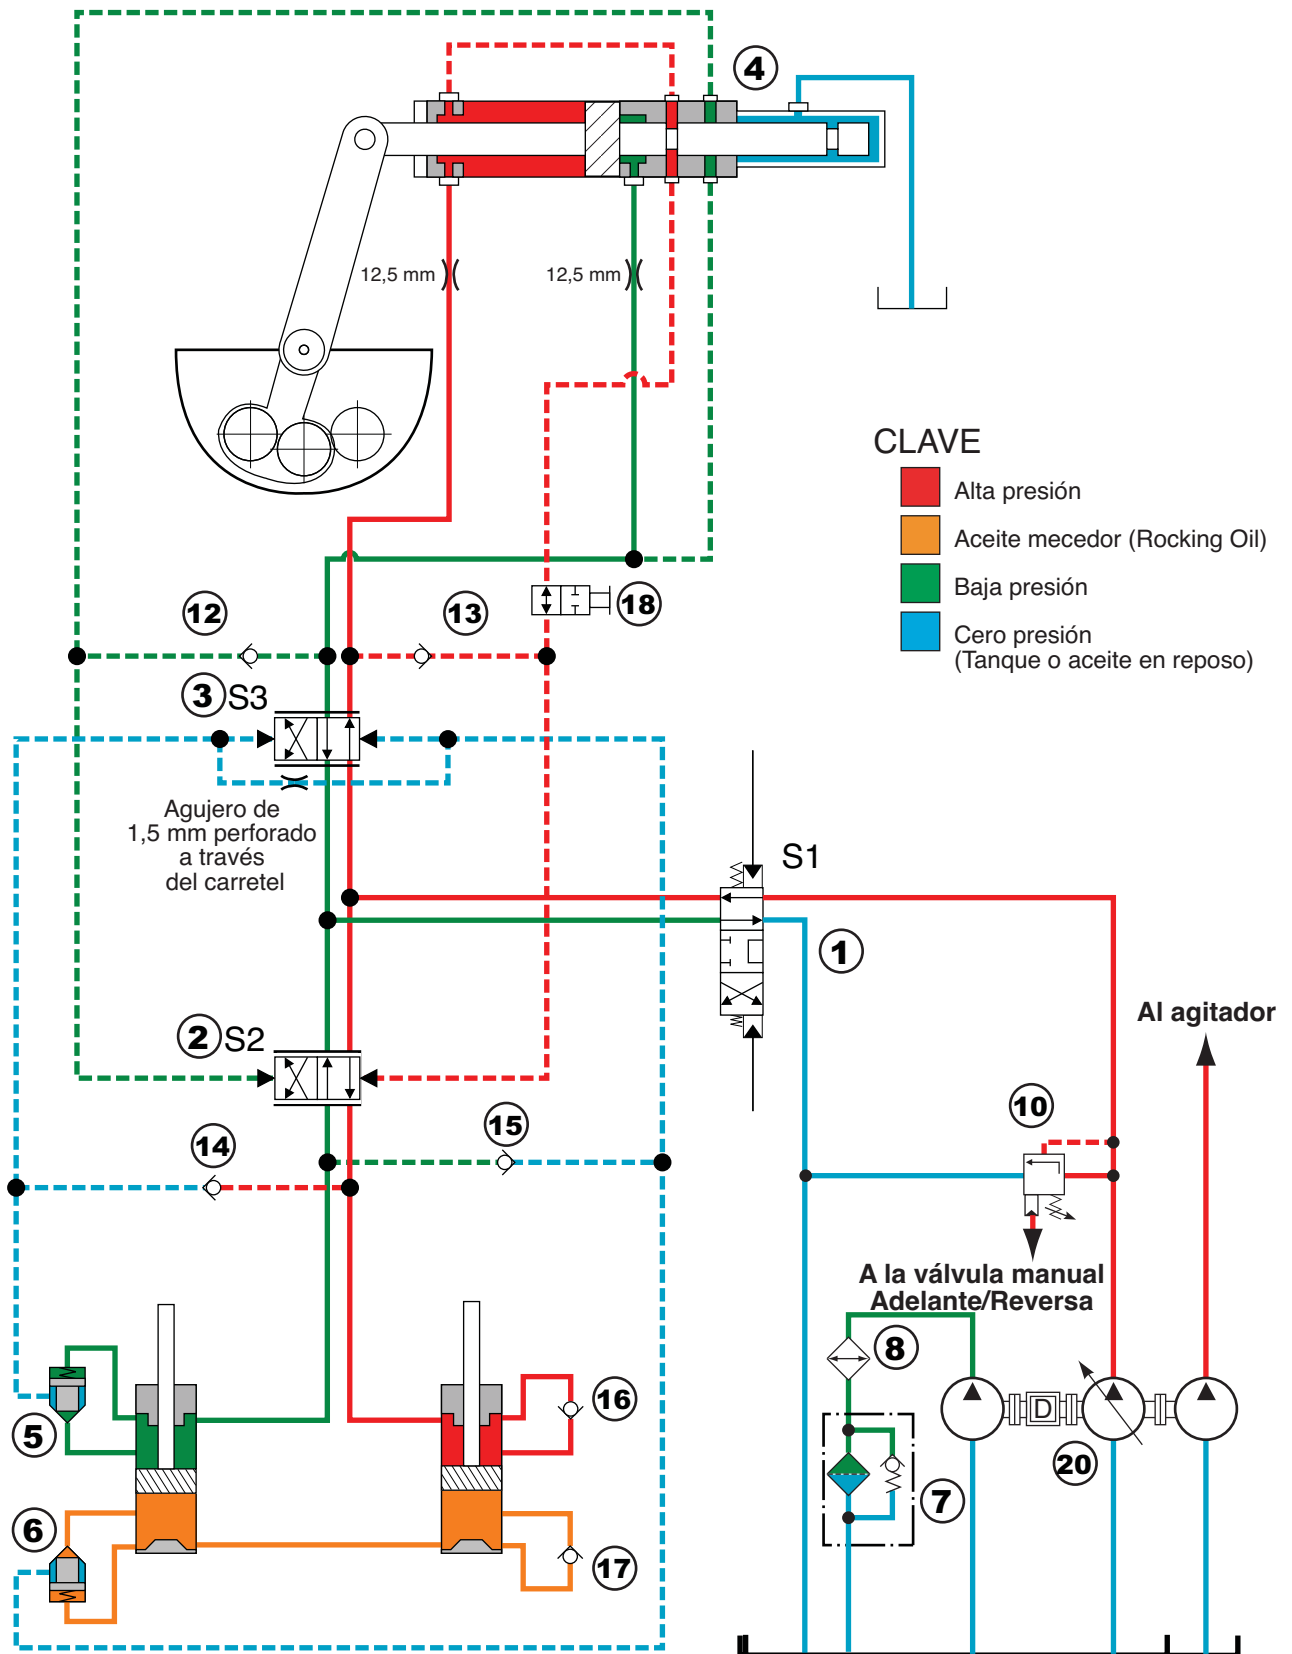 4
12,5 mm
12,5 mm
CLAVE
Alta presión
Aceite mecedor (Rocking Oil)
Baja presión
Cero presión
(Tanque o aceite en reposo)
12
13
18
3 S3
Agujero de
1,5 mm perforado
a través
del carretel
S1
1
2 S2
Al agitador
10
15
14
A la válvula manual
Adelante/Reversa
8
16
5
D
20
7
6
17